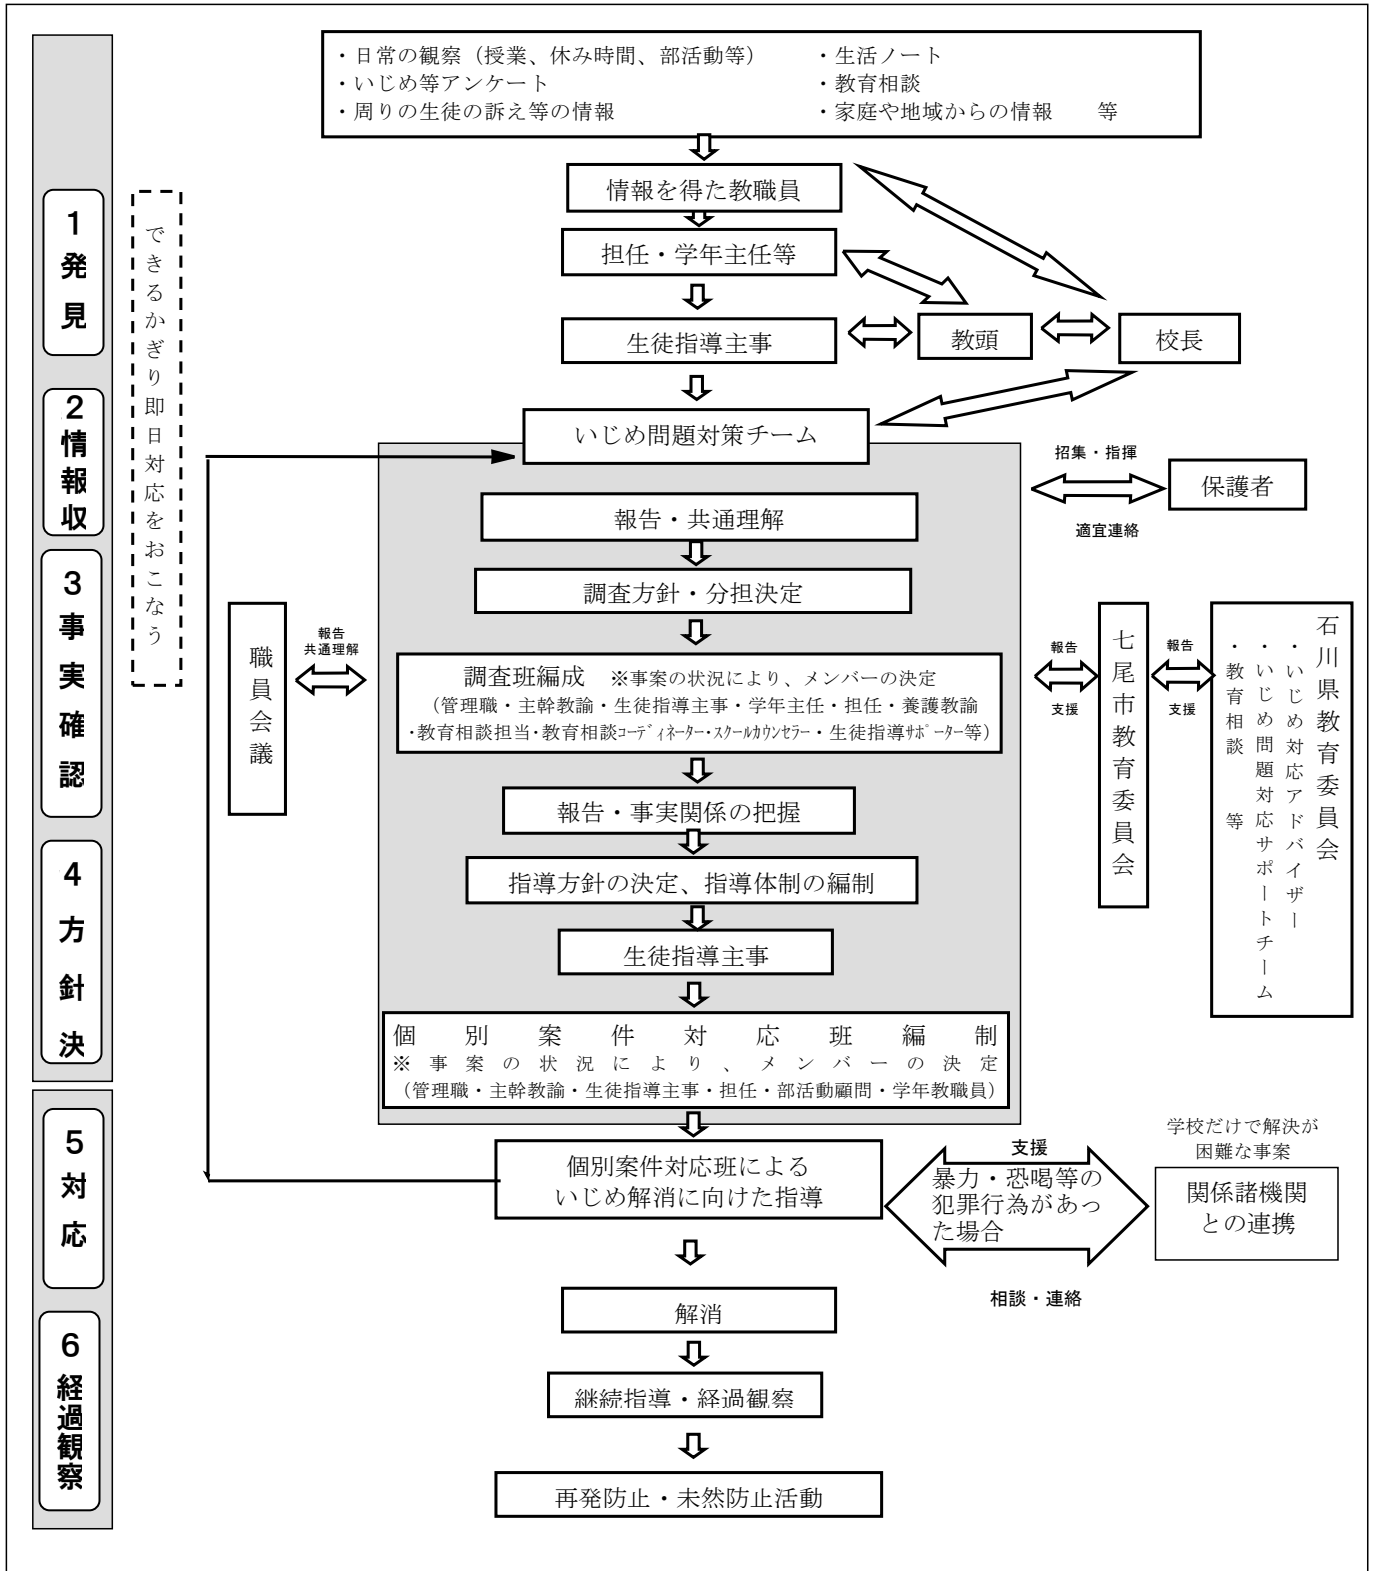 ・日常の観察（授業、休み時間、部活動等）　・生活ノート
・いじめ等アンケート　・教育相談
・周りの生徒の訴え等の情報　・家庭や地域からの情報　等
情報を得た教職員
担任・学年主任等
生徒指導主事
教頭
校長
いじめ問題対策チーム
招集・指揮
保護者
適宜連絡
報告・共通理解
調査方針・分担決定
調査班編成　※事案の状況により、メンバーの決定
（管理職・主幹教諭・生徒指導主事・学年主任・担任・養護教諭
・教育相談担当・教育相談ｺｰﾃﾞｨﾈｰﾀｰ・ｽｸｰﾙｶｳﾝｾﾗｰ・生徒指導ｻﾎﾟｰﾀｰ等）
報告・事実関係の把握
指導方針の決定、指導体制の編制
生徒指導主事
個別案件対応班編制
※事案の状況により、メンバーの決定
（管理職・主幹教諭・生徒指導主事・担任・部活動顧問・学年教職員）
個別案件対応班による
いじめ解消に向けた指導
解消
継続指導・経過観察
再発防止・未然防止活動
1発見
2情報収
3事実確認
4方針決
5対応
6経過観察
できるかぎり即日対応をおこなう
職員会議
報告
共通理解
報告
支援
七尾市教育委員会
報告
支援
石川県教育委員会
・いじめ対応アドバイザー
・いじめ問題対応サポートチーム
・教育相談　等
支援
暴力・恐喝等の
犯罪行為があっ
た場合
相談・連絡
学校だけで解決が
困難な事案
関係諸機関
との連携